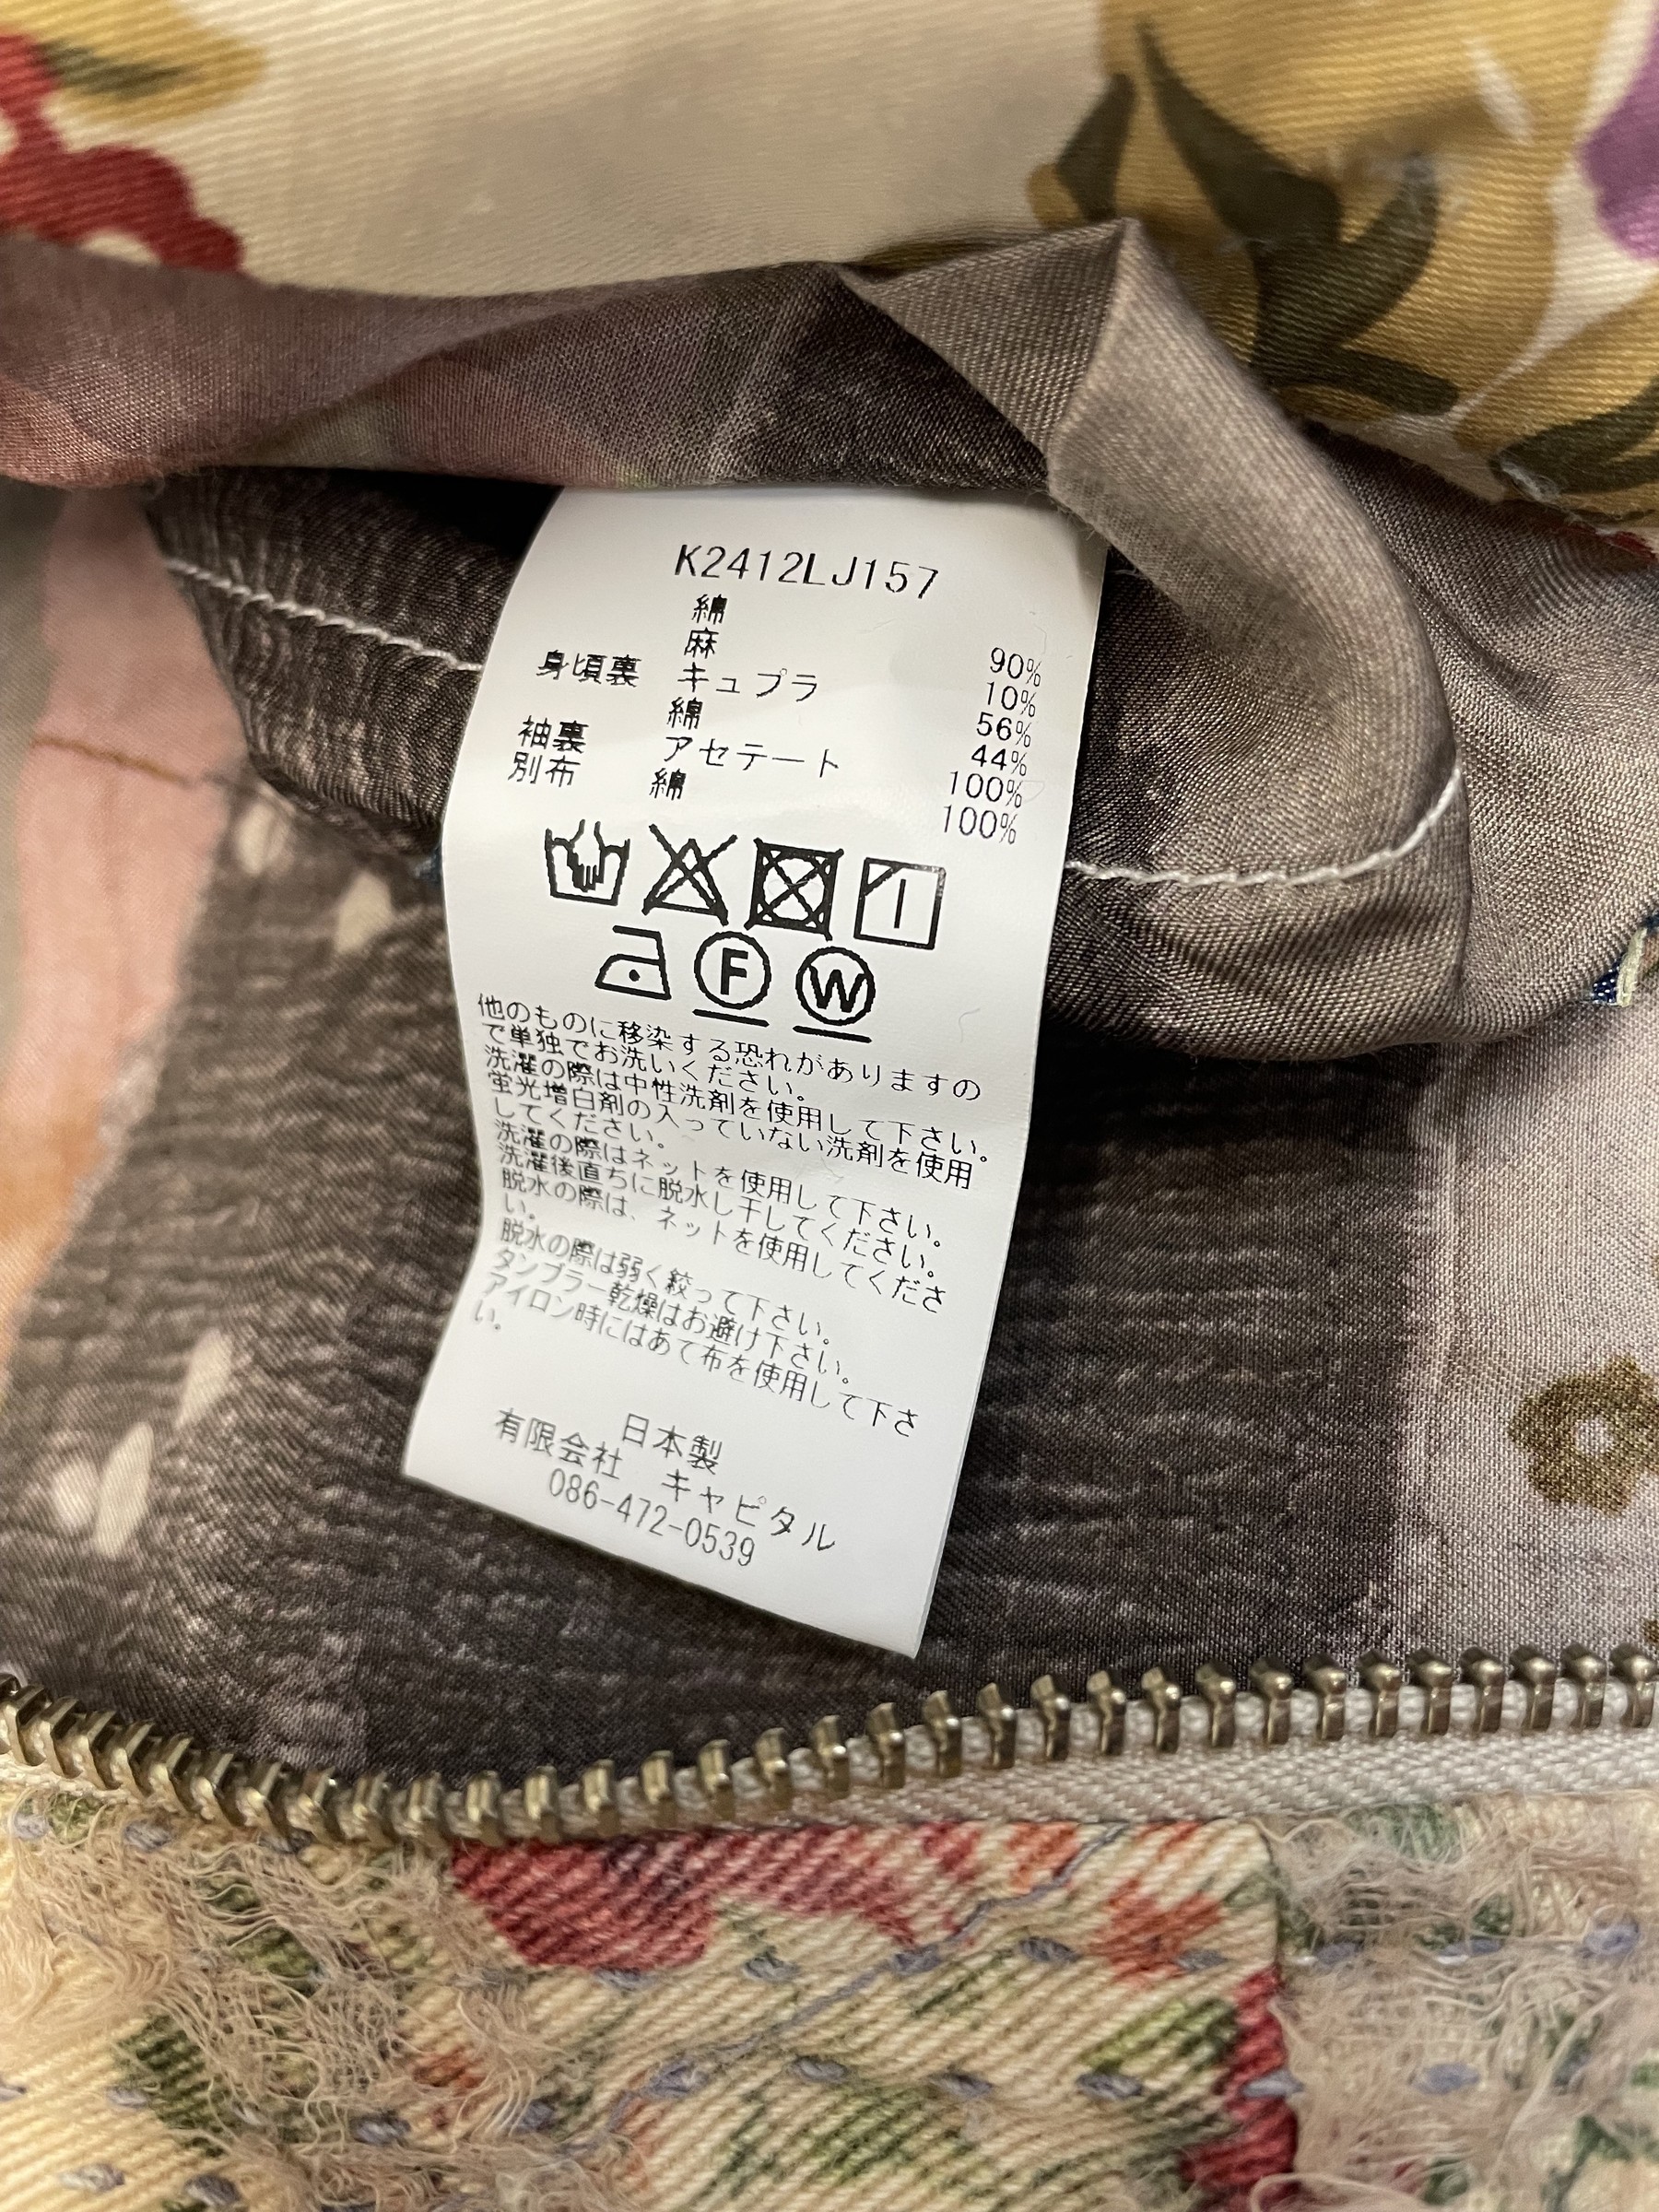 K2412LJ157
綿 90%
麻 10%
身頃裏 キュプラ 56%
綿 44%
袖裏 アセテート 100%
別布 綿 100%
F W
他のものに移染する恐れがありますの
で単独でお洗いください。
洗濯の際は中性洗剤を使用して下さい。
蛍光増白剤の入っていない洗剤を使用
してください。
洗濯の際はネットを使用して下さい。
洗濯後直ちに脱水し干してください。
脱水の際は、ネットを使用してくださ
い。
脱水の際は弱く絞って下さい。
タンブラー乾燥はお避け下さい。
アイロン時にはあて布を使用して下さ
い。
日本製
有限会社 キャピタル
086-472-0539